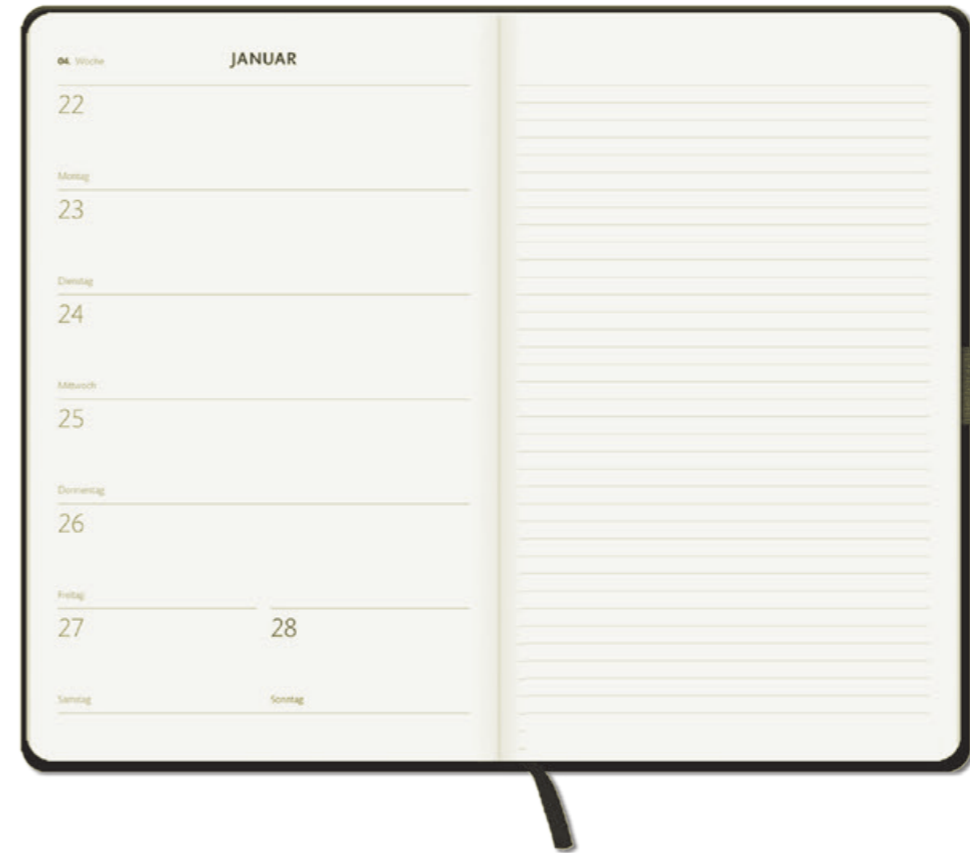 04. Woche JANUAR
22
Montag
23
Dienstag
24
Mittwoch
25
Donnerstag
26
Freitag
27 28
Samstag Sonntag